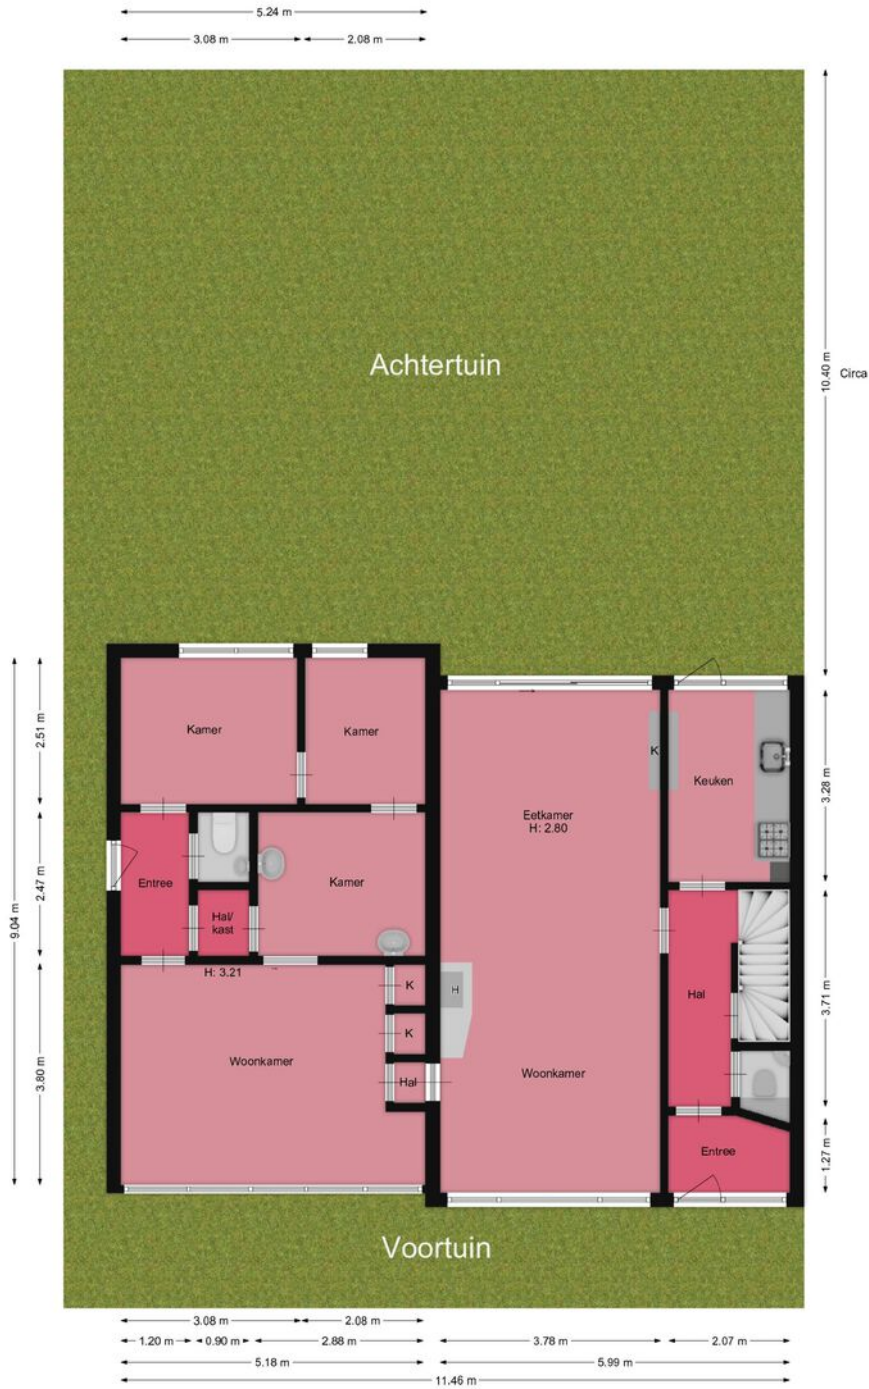 5.24 m
3.08 m
2.08 m
Achtertuin
10.40 m
Circa
9.04 m
2.51 m
2.47 m
3.80 m
Kamer
Kamer
K
Keuken
3.28 m
Eetkamer
H: 2.80
Entree
Kamer
Hal/
kast
H: 3.21
K
H
Hal
3.71 m
K
Woonkamer
Hal
Woonkamer
Entree
1.27 m
Voortuin
3.08 m
2.08 m
1.20 m
0.90 m
2.88 m
3.78 m
2.07 m
5.18 m
5.99 m
11.46 m